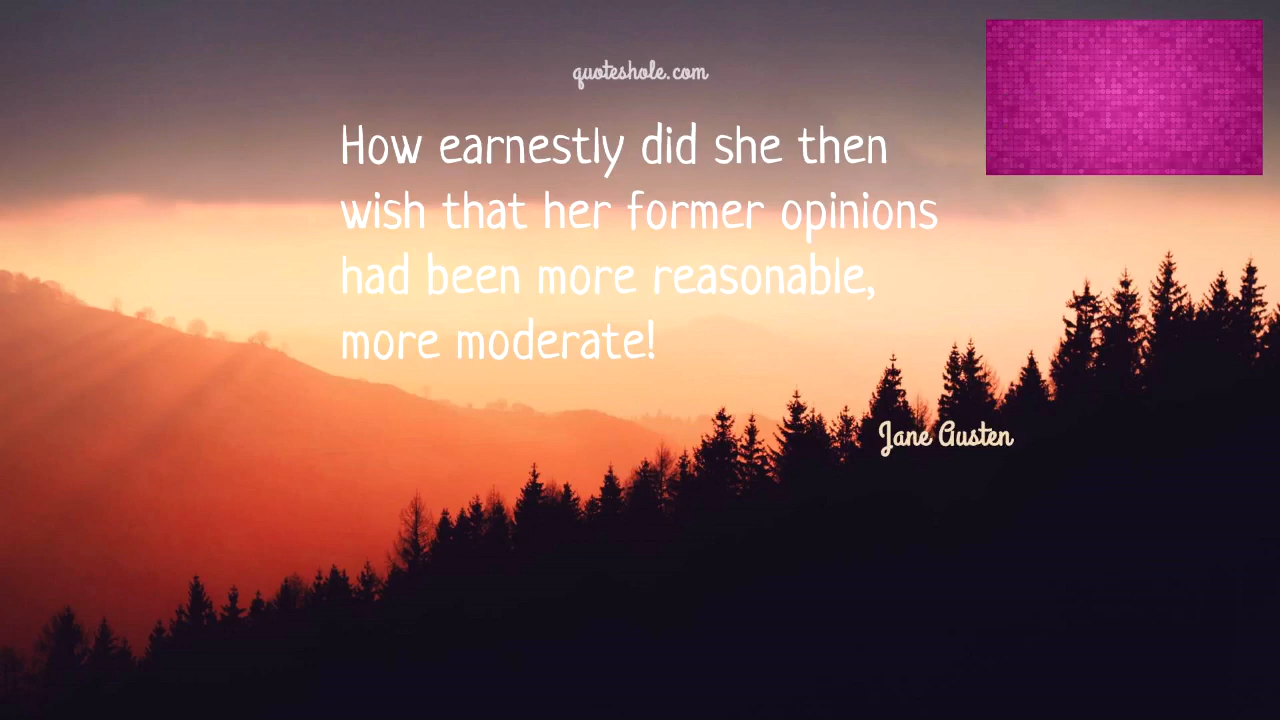 quoteshole.com
How earnestly did she then
wish that her former opinions
had been more reasonable,
more moderate!
Jane Austen